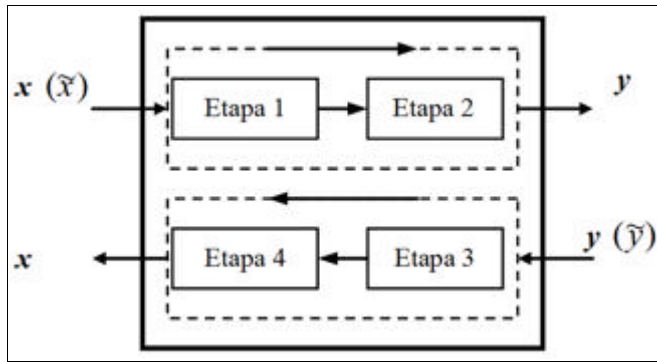 x (x̃)
Etapa 1
Etapa 2
y
x
Etapa 4
Etapa 3
y (ỹ)